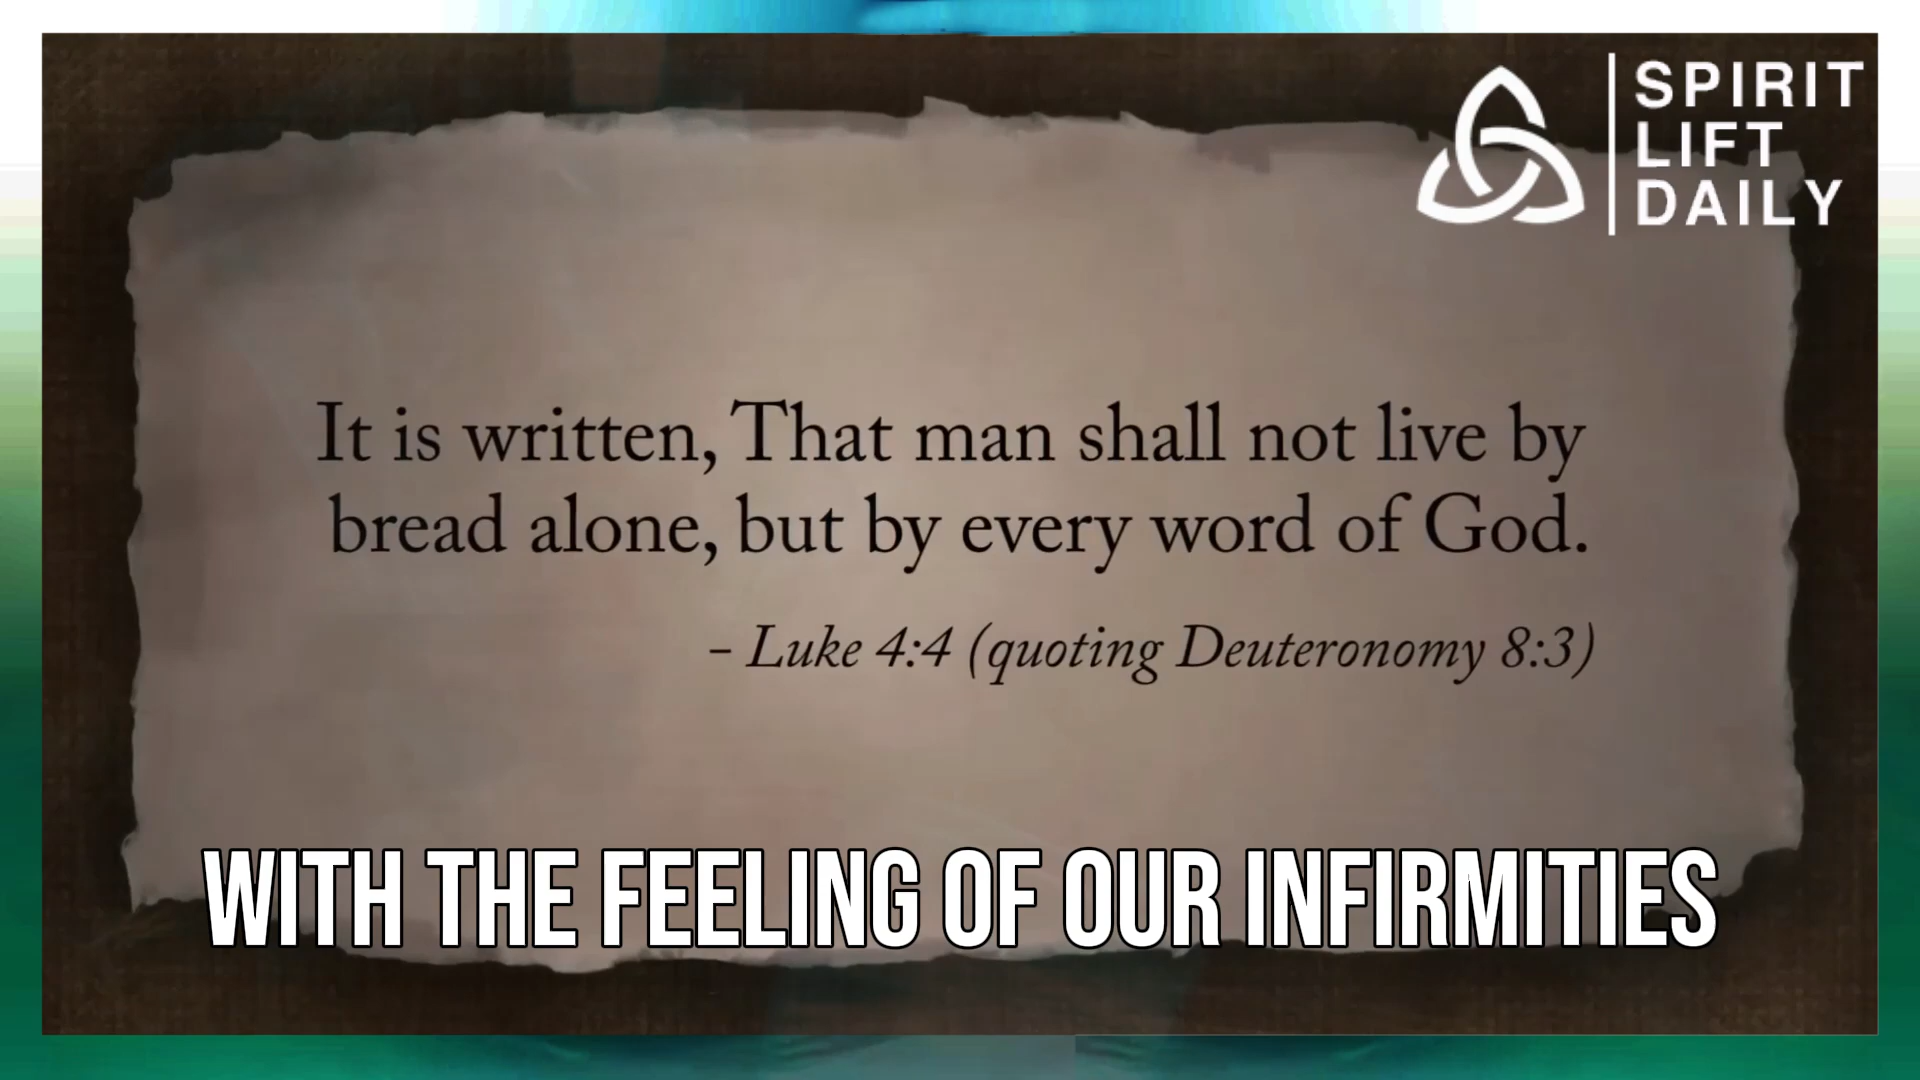 SPIRIT
LIFT
DAILY
It is written, That man shall not live by
bread alone, but by every word of God.
– Luke 4:4 (quoting Deuteronomy 8:3)
WITH THE FEELING OF OUR INFIRMITIES